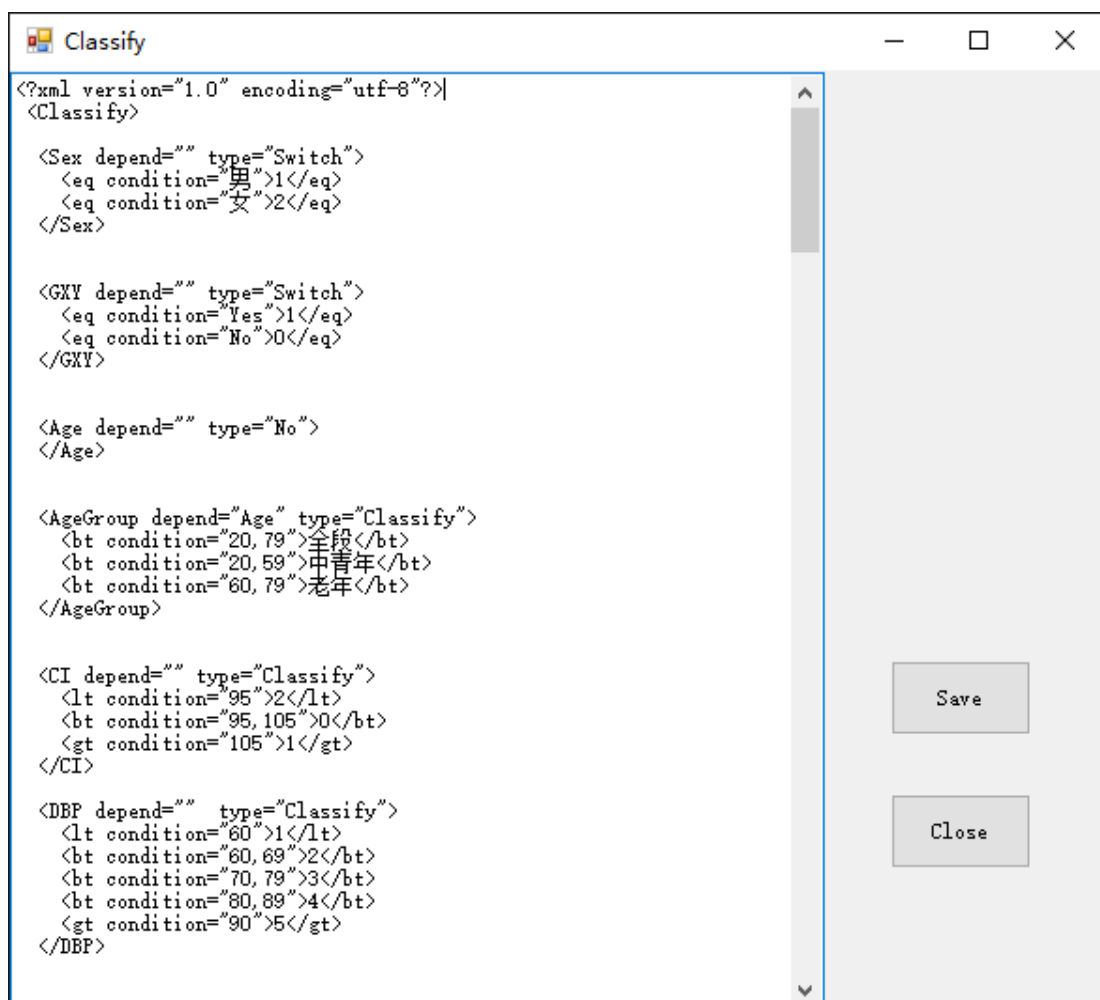 Classify
<?xml version="1.0" encoding="utf-8"?>
<Classify>
<Sex depend="" type="Switch">
<eq condition="男">1</eq>
<eq condition="女">2</eq>
</Sex>
<GXY depend="" type="Switch">
<eq condition="Yes">1</eq>
<eq condition="No">0</eq>
</GXY>
<Age depend="" type="No">
</Age>
<AgeGroup depend="Age" type="Classify">
<bt condition="20,79">全段</bt>
<bt condition="20,59">中青年</bt>
<bt condition="60,79">老年</bt>
</AgeGroup>
<CI depend="" type="Classify">
<lt condition="95">2</lt>
<bt condition="95,105">0</bt>
<gt condition="105">1</gt>
</CI>
<DBP depend=""  type="Classify">
<lt condition="60">1</lt>
<bt condition="60,69">2</bt>
<bt condition="70,79">3</bt>
<bt condition="80,89">4</bt>
<gt condition="90">5</gt>
</DBP>
Save
Close